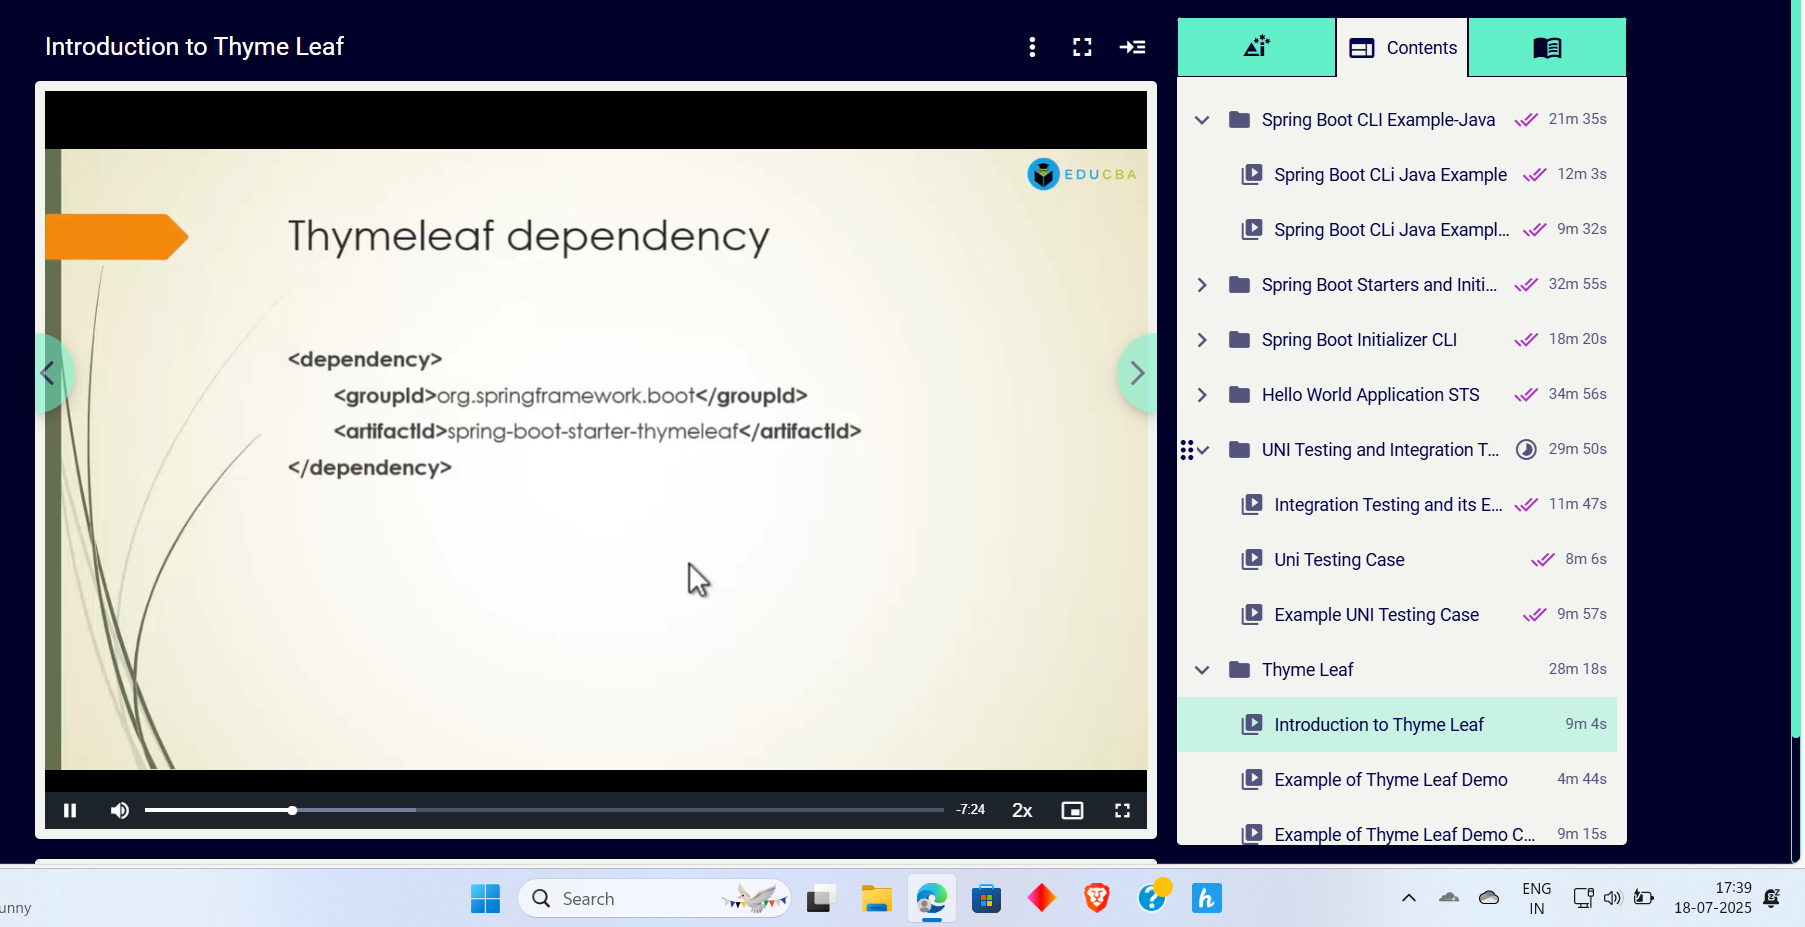 Introduction to Thyme Leaf
EDUCBA
Thymeleaf dependency
<dependency>
<groupId>org.springframework.boot</groupId>
<artifactId>spring-boot-starter-thymeleaf</artifactId>
</dependency>
-7:24
2x
Contents
Spring Boot CLI Example-Java 21m 35s
Spring Boot CLi Java Example 12m 3s
Spring Boot CLi Java Exampl... 9m 32s
Spring Boot Starters and Initi... 32m 55s
Spring Boot Initializer CLI 18m 20s
Hello World Application STS 34m 56s
UNI Testing and Integration T... 29m 50s
Integration Testing and its E... 11m 47s
Uni Testing Case 8m 6s
Example UNI Testing Case 9m 57s
Thyme Leaf 28m 18s
Introduction to Thyme Leaf 9m 4s
Example of Thyme Leaf Demo 4m 44s
Example of Thyme Leaf Demo C... 9m 15s
unny
Search
ENG
IN
17:39
18-07-2025